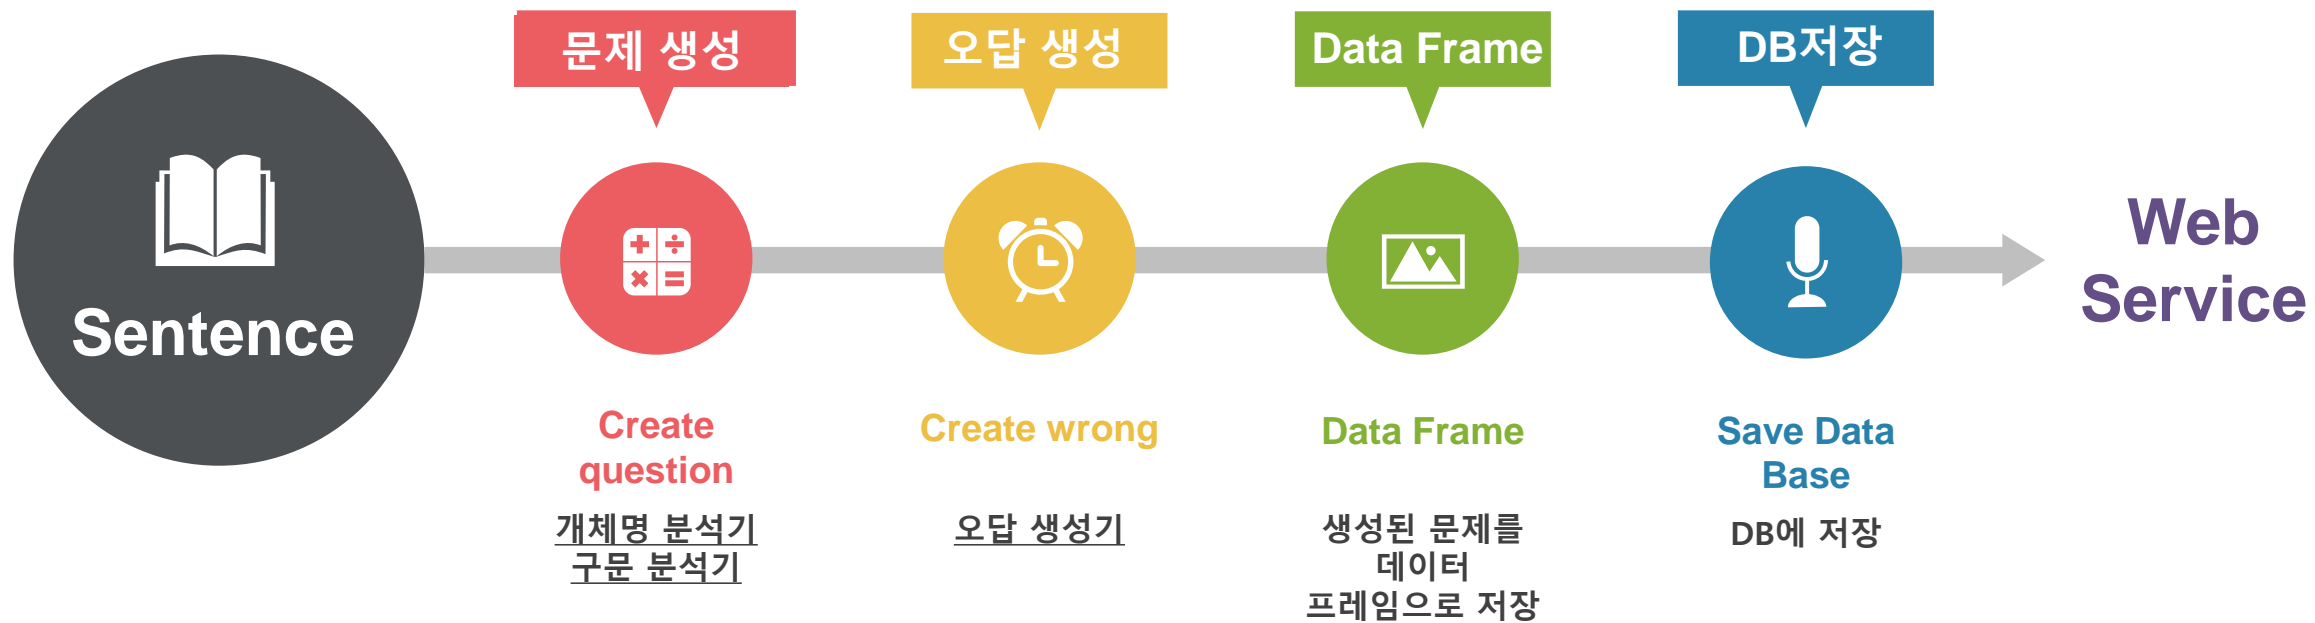 문제 생성
오답 생성
Data Frame
DB저장
Sentence
Web
Service
Create
question
개체명 분석기
구문 분석기
Create wrong
오답 생성기
Data Frame
생성된 문제를
데이터
프레임으로 저장
Save Data
Base
DB에 저장